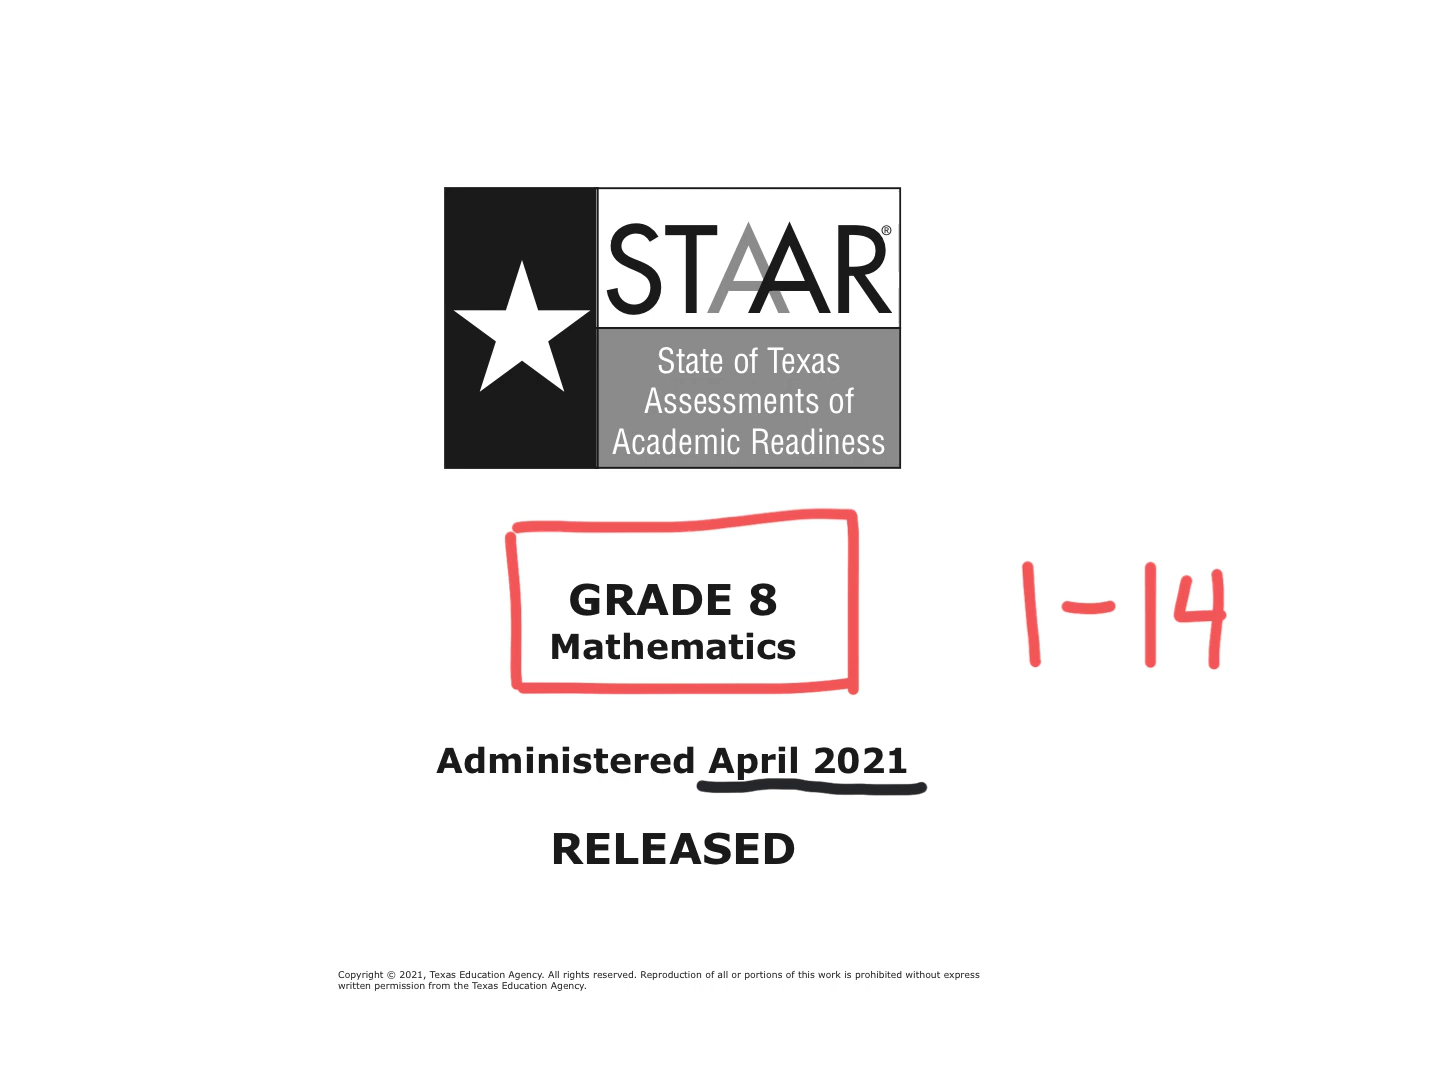 STAAR®
State of Texas
Assessments of
Academic Readiness
GRADE 8
Mathematics
1-14
Administered April 2021
RELEASED
Copyright © 2021, Texas Education Agency. All rights reserved. Reproduction of all or portions of this work is prohibited without express
written permission from the Texas Education Agency.